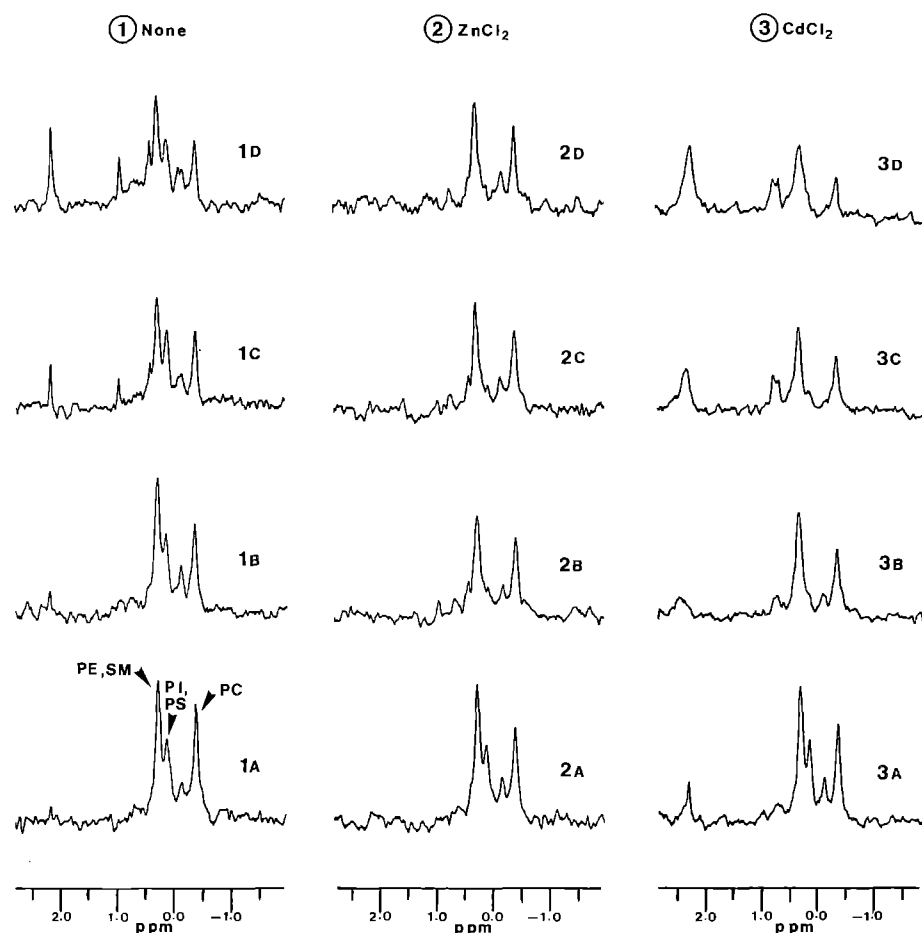 1 None
2 ZnCl2
3 CdCl2
1D
2D
3D
1C
2C
3C
1B
2B
3B
PE,SM
PI,
PS
PC
1A
2A
3A
2.0 1.0 0.0 -1.0
ppm
2.0 1.0 0.0 -1.0
ppm
2.0 1.0 0.0 -1.0
ppm